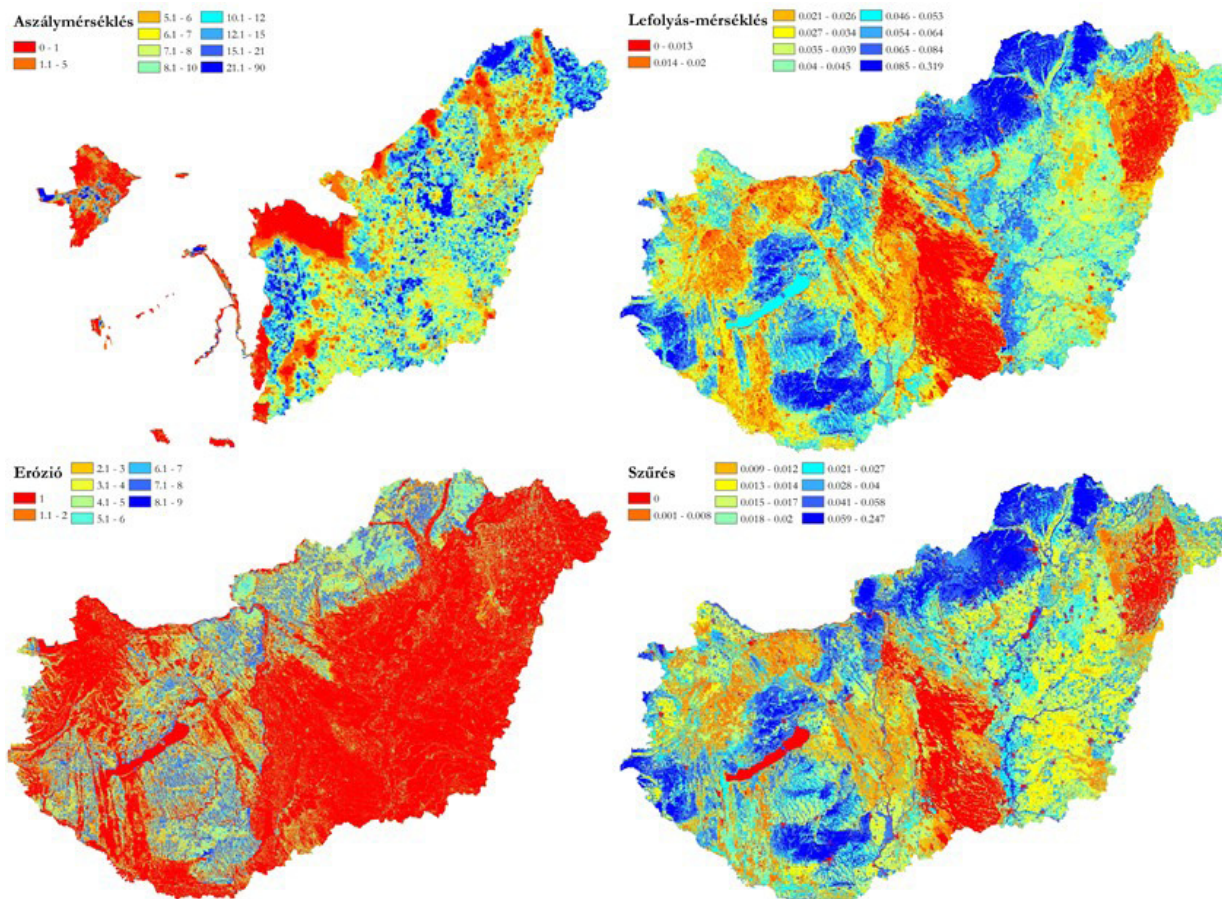 Aszálymérséklés
0 - 1
1.1 - 5
5.1 - 6
6.1 - 7
7.1 - 8
8.1 - 10
10.1 - 12
12.1 - 15
15.1 - 21
21.1 - 90
Lefolyás-mérséklés
0 - 0.013
0.014 - 0.02
0.021 - 0.026
0.027 - 0.034
0.035 - 0.039
0.04 - 0.045
0.046 - 0.053
0.054 - 0.064
0.065 - 0.084
0.085 - 0.319
Erózió
1
1.1 - 2
2.1 - 3
3.1 - 4
4.1 - 5
5.1 - 6
6.1 - 7
7.1 - 8
8.1 - 9
Szűrés
0
0.001 - 0.008
0.009 - 0.012
0.013 - 0.014
0.015 - 0.017
0.018 - 0.02
0.021 - 0.027
0.028 - 0.04
0.041 - 0.058
0.059 - 0.247